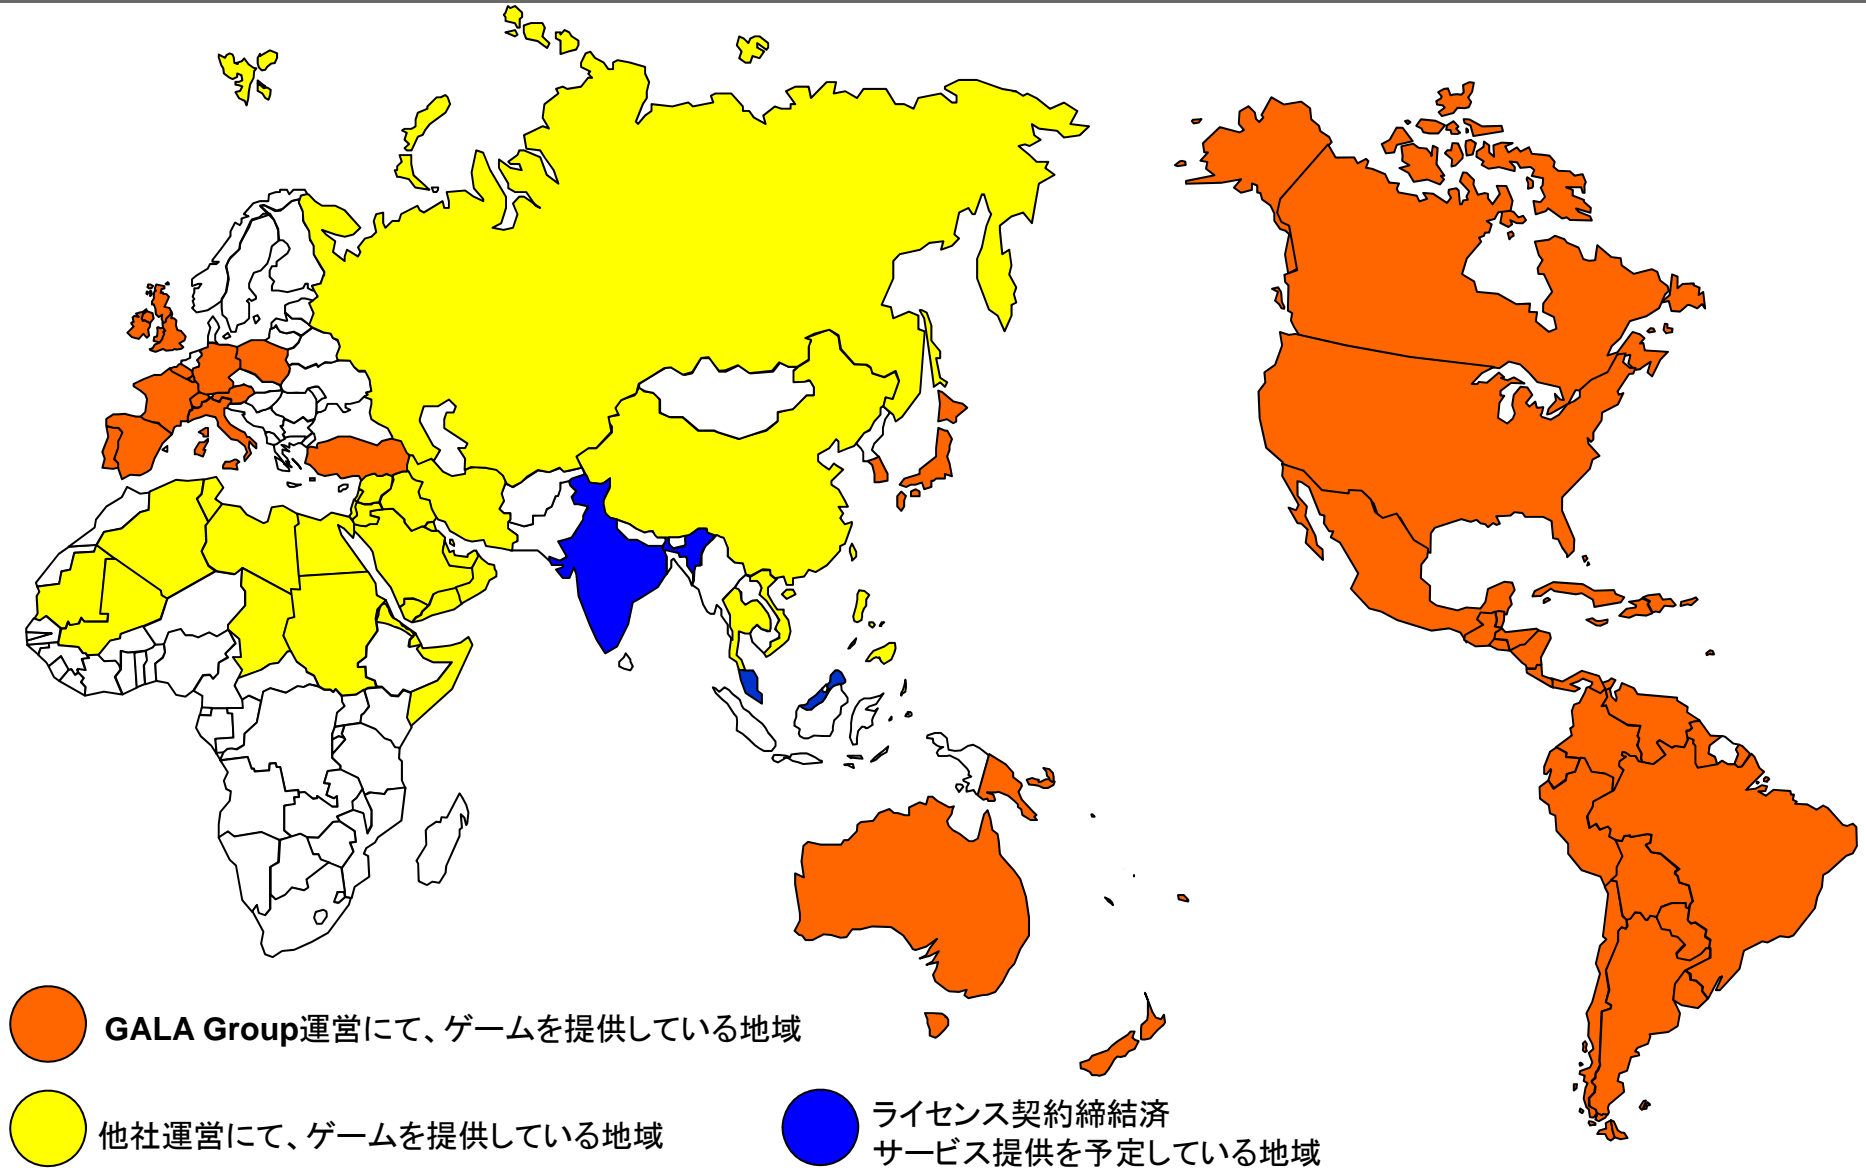 GALA Group運営にて、ゲームを提供している地域
他社運営にて、ゲームを提供している地域
ライセンス契約締結済
サービス提供を予定している地域